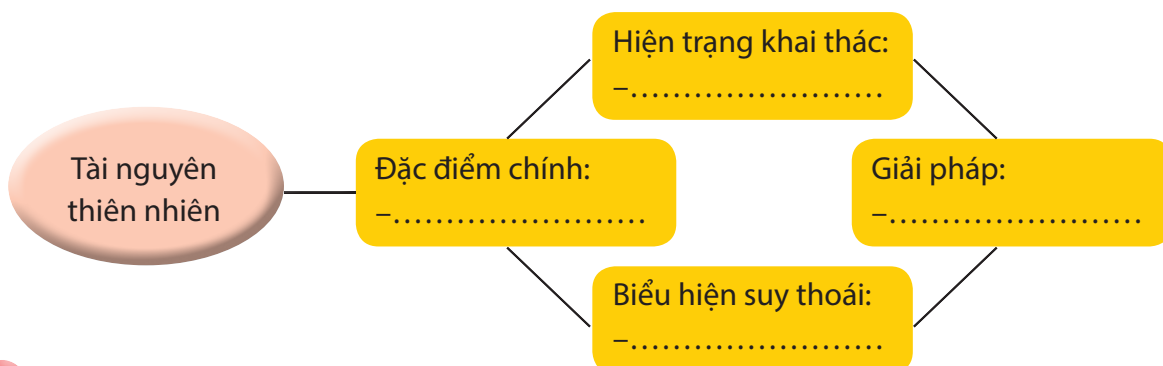 Tài nguyên
thiên nhiên
Đặc điểm chính:
–........................
Hiện trạng khai thác:
–........................
Biểu hiện suy thoái:
–........................
Giải pháp:
–........................